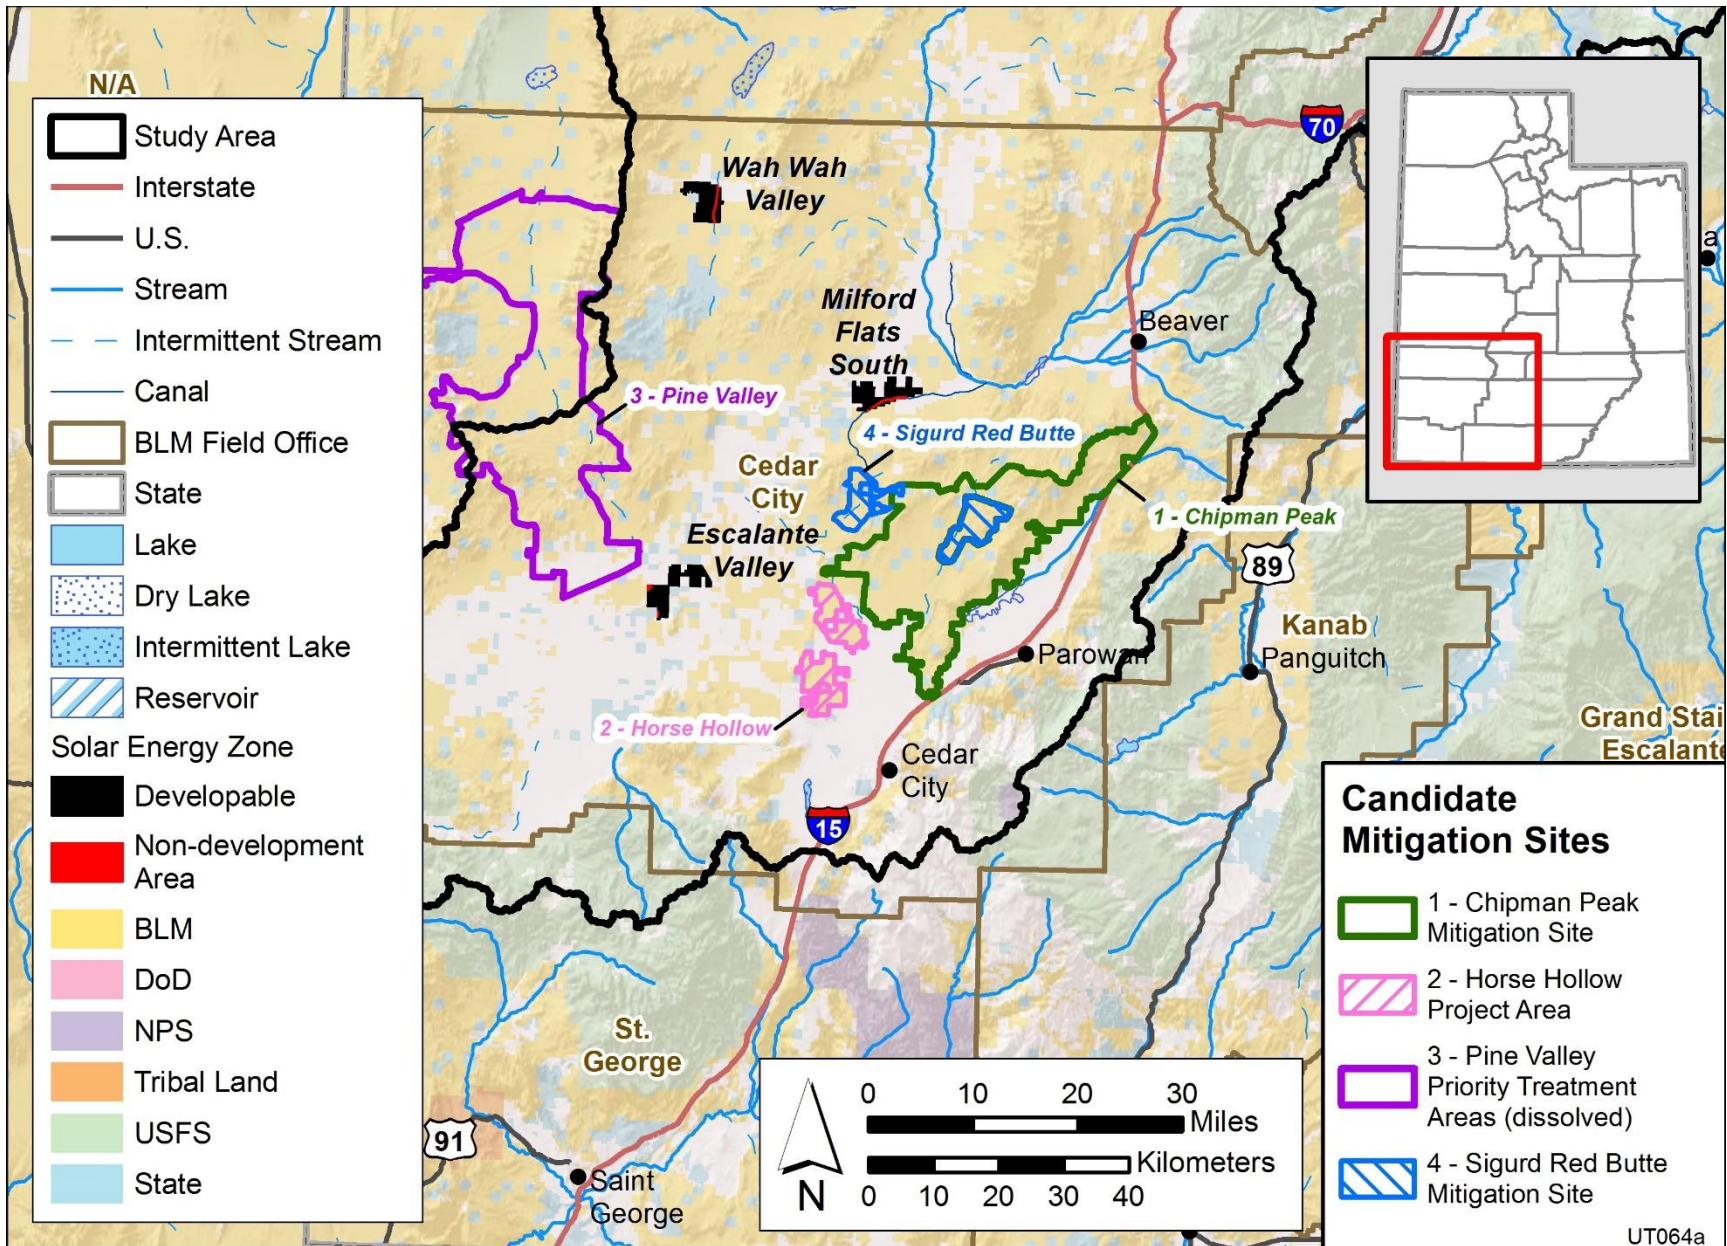 N/A
Study Area
Interstate
U.S.
Stream
Intermittent Stream
Canal
BLM Field Office
State
Lake
Dry Lake
Intermittent Lake
Reservoir
Solar Energy Zone
Developable
Non-development
Area
BLM
DoD
NPS
Tribal Land
USFS
State
70
Wah Wah
Valley
Milford
Flats
South
Beaver
3 - Pine Valley
4 - Sigurd Red Butte
Cedar
City
1 - Chipman Peak
Escalante
Valley
89
Kanab
Parowan
Panguitch
2 - Horse Hollow
Grand Stai
Escalante
Cedar
City
15
St.
George
91
Saint
George
a
0 10 20 30
Miles
Kilometers
0 10 20 30 40
N
Candidate
Mitigation Sites
1 - Chipman Peak
Mitigation Site
2 - Horse Hollow
Project Area
3 - Pine Valley
Priority Treatment
Areas (dissolved)
4 - Sigurd Red Butte
Mitigation Site
UT064a